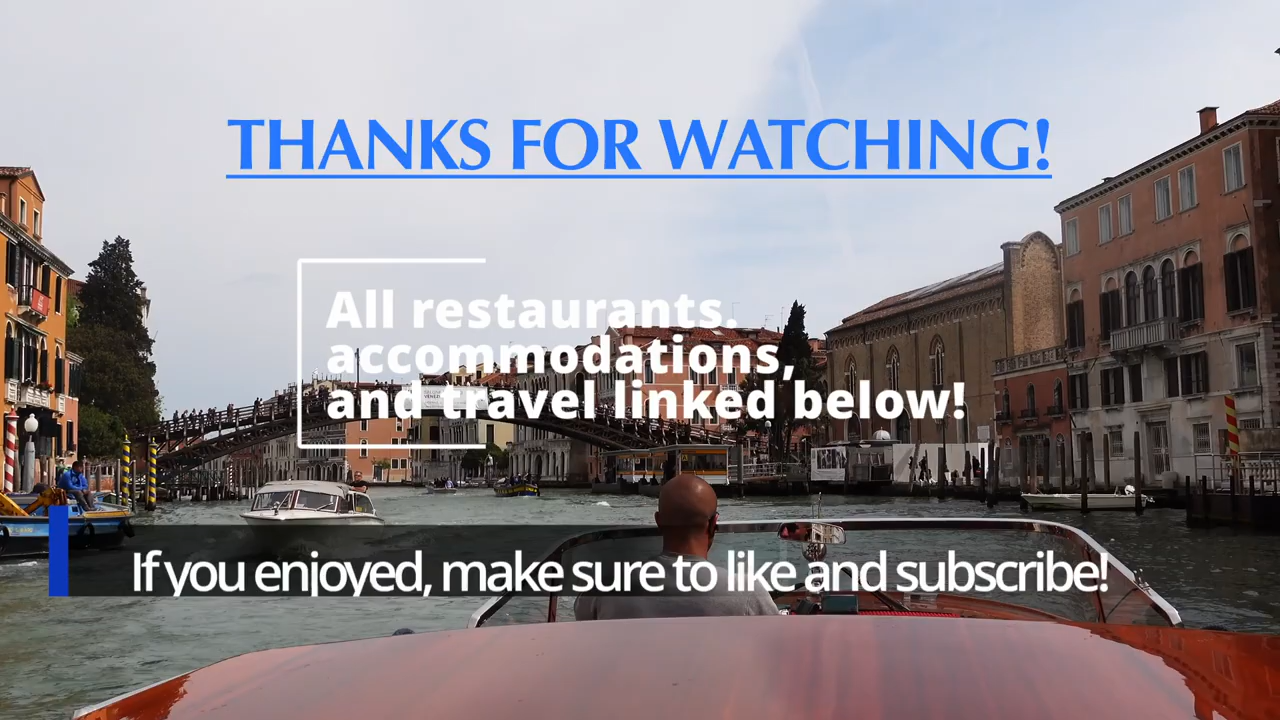 THANKS FOR WATCHING!
All restaurants.
accommodations,
and travel linked below!
If you enjoyed, make sure to like and subscribe!